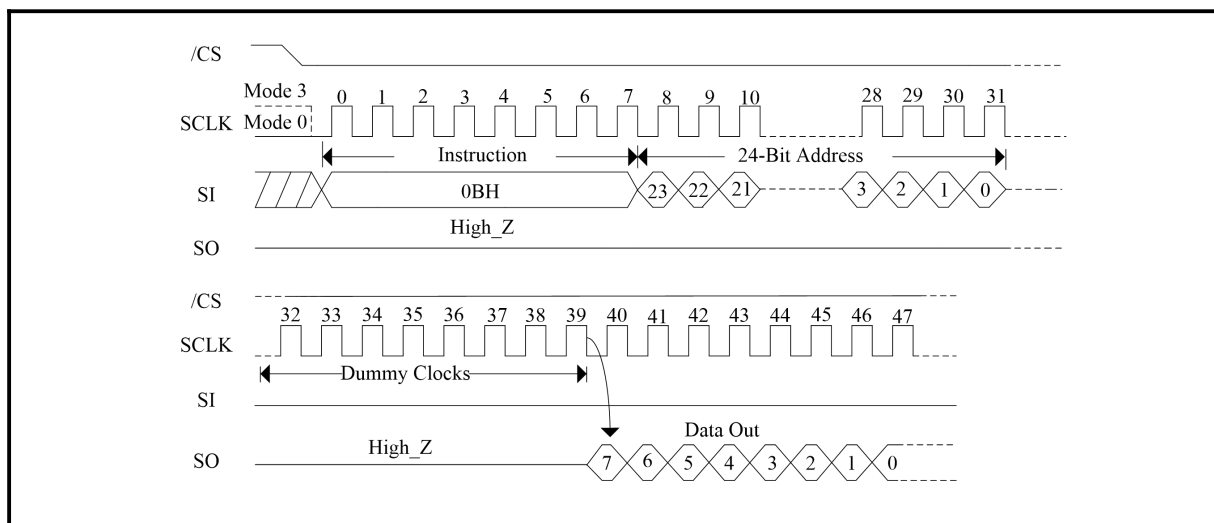 /CS
Mode 3
0 1 2 3 4 5 6 7 8 9 10 28 29 30 31
SCLK
Mode 0
Instruction 24-Bit Address
SI 0BH 23 22 21 3 2 1 0
High_Z
SO
/CS
32 33 34 35 36 37 38 39 40 41 42 43 44 45 46 47
SCLK
Dummy Clocks
SI
High_Z Data Out
SO 7 6 5 4 3 2 1 0